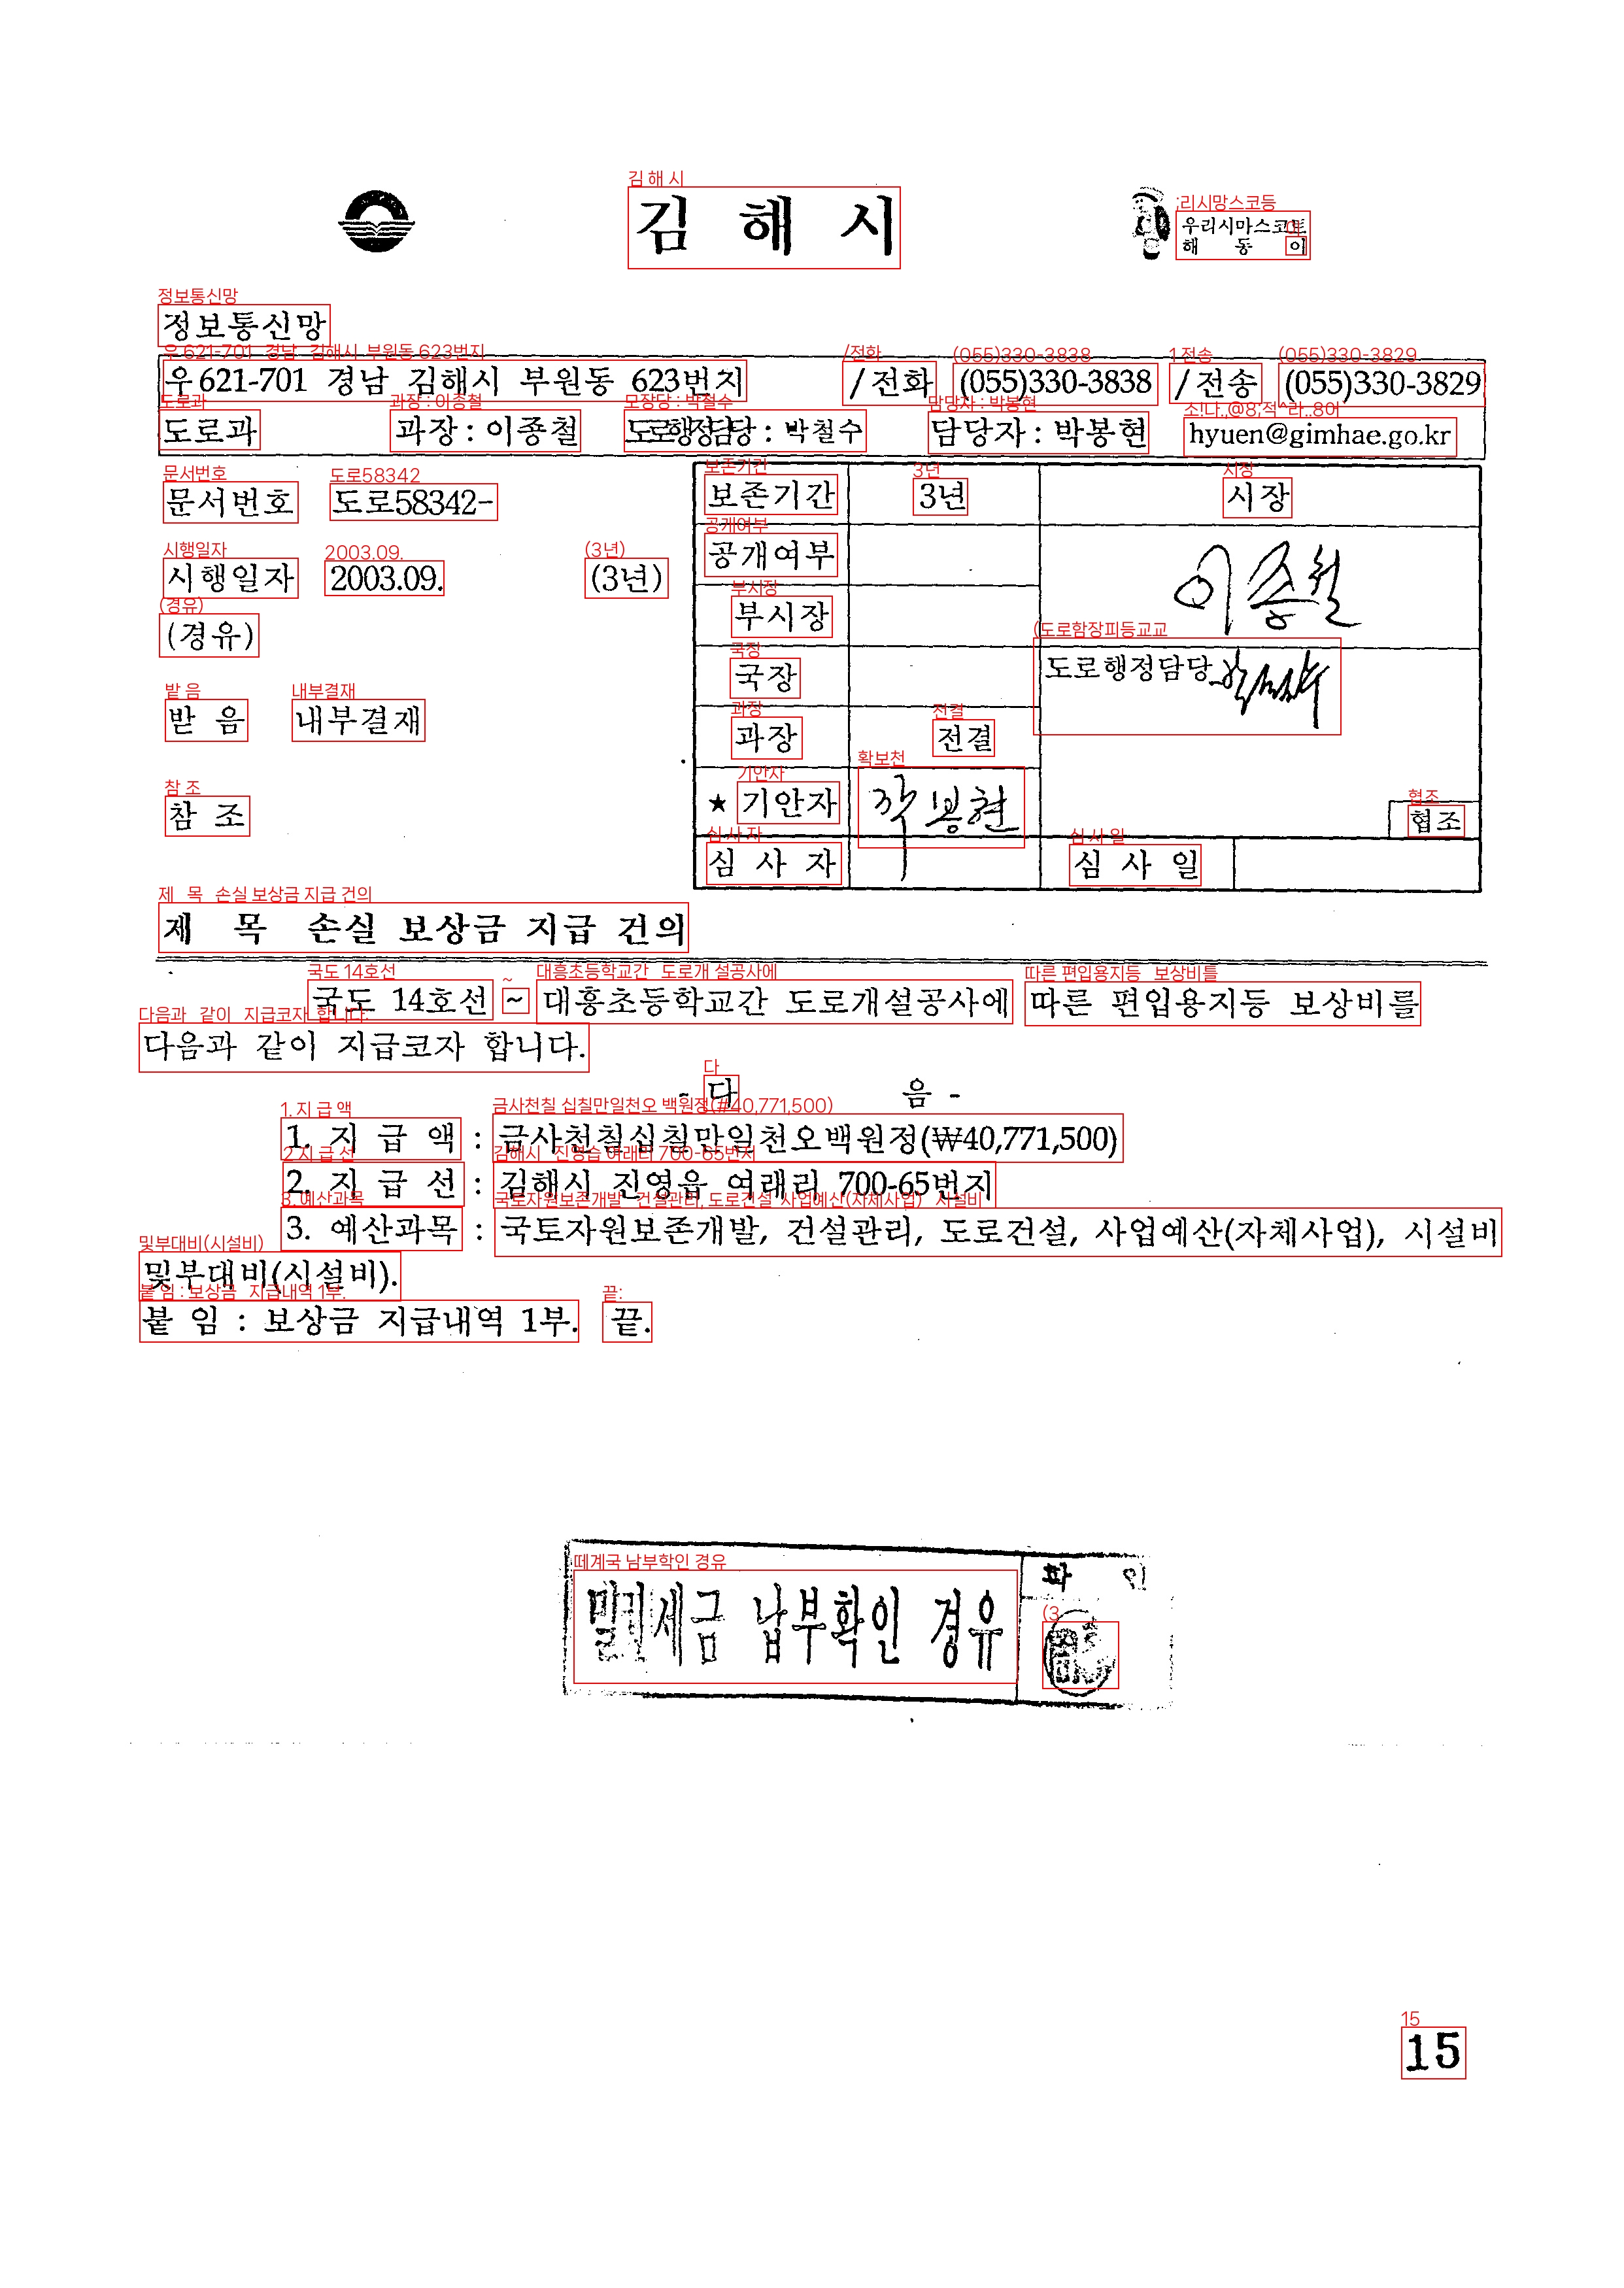 김 해 시
우리시마스코트
해 동 이
정보통신망
우621-701 경남 김해시 부원동 623번지 /전화 (055)330-3838 /전송 (055)330-3829
도로과 과장 : 이종철 도로행정담당 : 박철수 담당자 : 박봉현 hyuen@gimhae.go.kr
문서번호 도로58342-
시행일자 2003.09. (3년)
(경유)
받 음 내부결재
참 조
보존기간 3년 시장
공개여부
이종철
부시장
국장 도로행정담당
과장 전결
★ 기안자 박봉현
협조
심 사 자 심 사 일
제 목 손실 보상금 지급 건의
국도 14호선 ~ 대흥초등학교간 도로개설공사에 따른 편입용지등 보상비를
다음과 같이 지급코자 합니다.
- 다 음 -
1. 지 급 액 : 금사천칠십칠만일천오백원정(₩40,771,500)
2. 지 급 선 : 김해시 진영읍 여래리 700-65번지
3. 예산과목 : 국토자원보존개발, 건설관리, 도로건설, 사업예산(자체사업), 시설비
및부대비(시설비).
붙 임 : 보상금 지급내역 1부. 끝.
세금 납부확인 경유
15